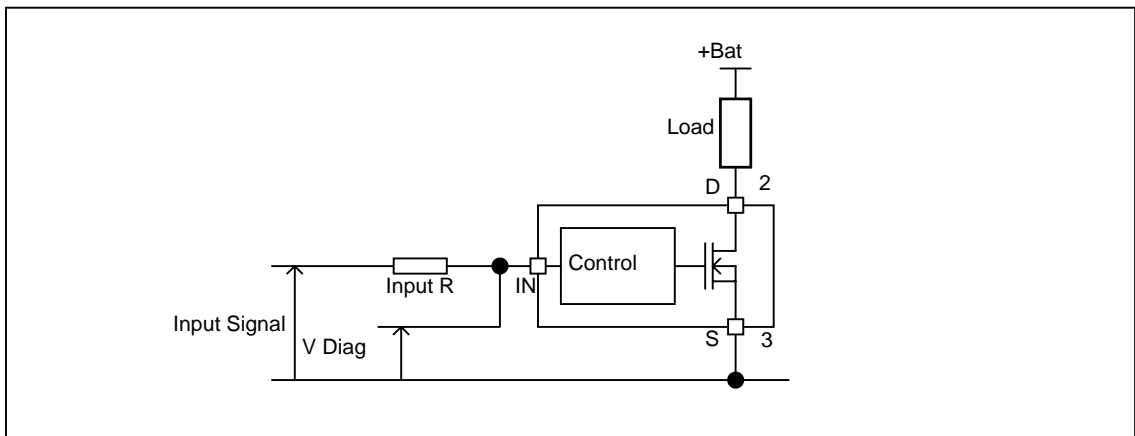 +Bat
Load
D 2
Control
Input R
IN
Input Signal
V Diag
S 3